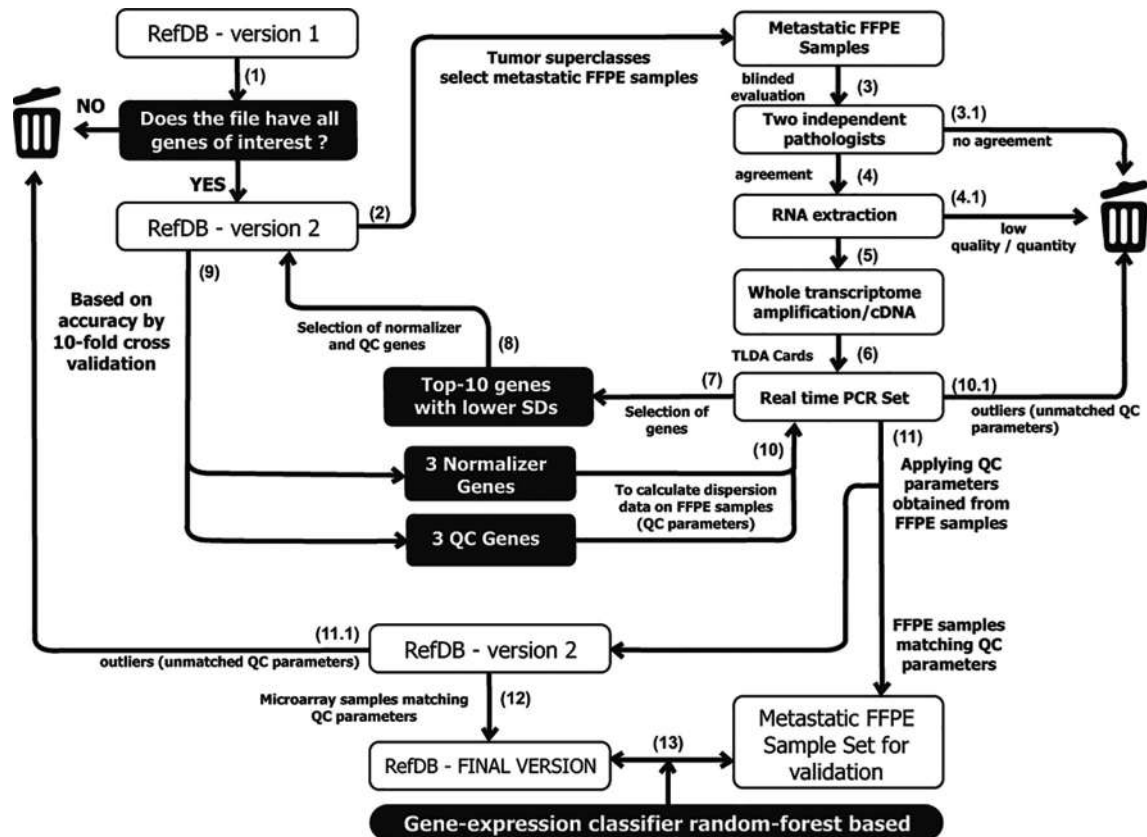 RefDB - version 1
(1)
NO
Does the file have all
genes of interest ?
YES
RefDB - version 2
(2)
Tumor superclasses
select metastatic FFPE samples
Metastatic FFPE
Samples
blinded
evaluation
(3)
Two independent
pathologists
(3.1)
no agreement
agreement
(4)
RNA extraction
(4.1)
low
quality / quantity
(5)
Whole transcriptome
amplification/cDNA
TLDA Cards
(6)
Real time PCR Set
(10.1)
outliers (unmatched QC
parameters)
(7)
Selection of
genes
Top-10 genes
with lower SDs
(8)
Selection of normalizer
and QC genes
(9)
Based on
accuracy by
10-fold cross
validation
3 Normalizer
Genes
3 QC Genes
(10)
To calculate dispersion
data on FFPE samples
(QC parameters)
(11)
Applying QC
parameters
obtained from
FFPE samples
FFPE samples
matching QC
parameters
(11.1)
outliers (unmatched QC parameters)
RefDB - version 2
Microarray samples matching
QC parameters
(12)
RefDB - FINAL VERSION
(13)
Metastatic FFPE
Sample Set for
validation
Gene-expression classifier random-forest based